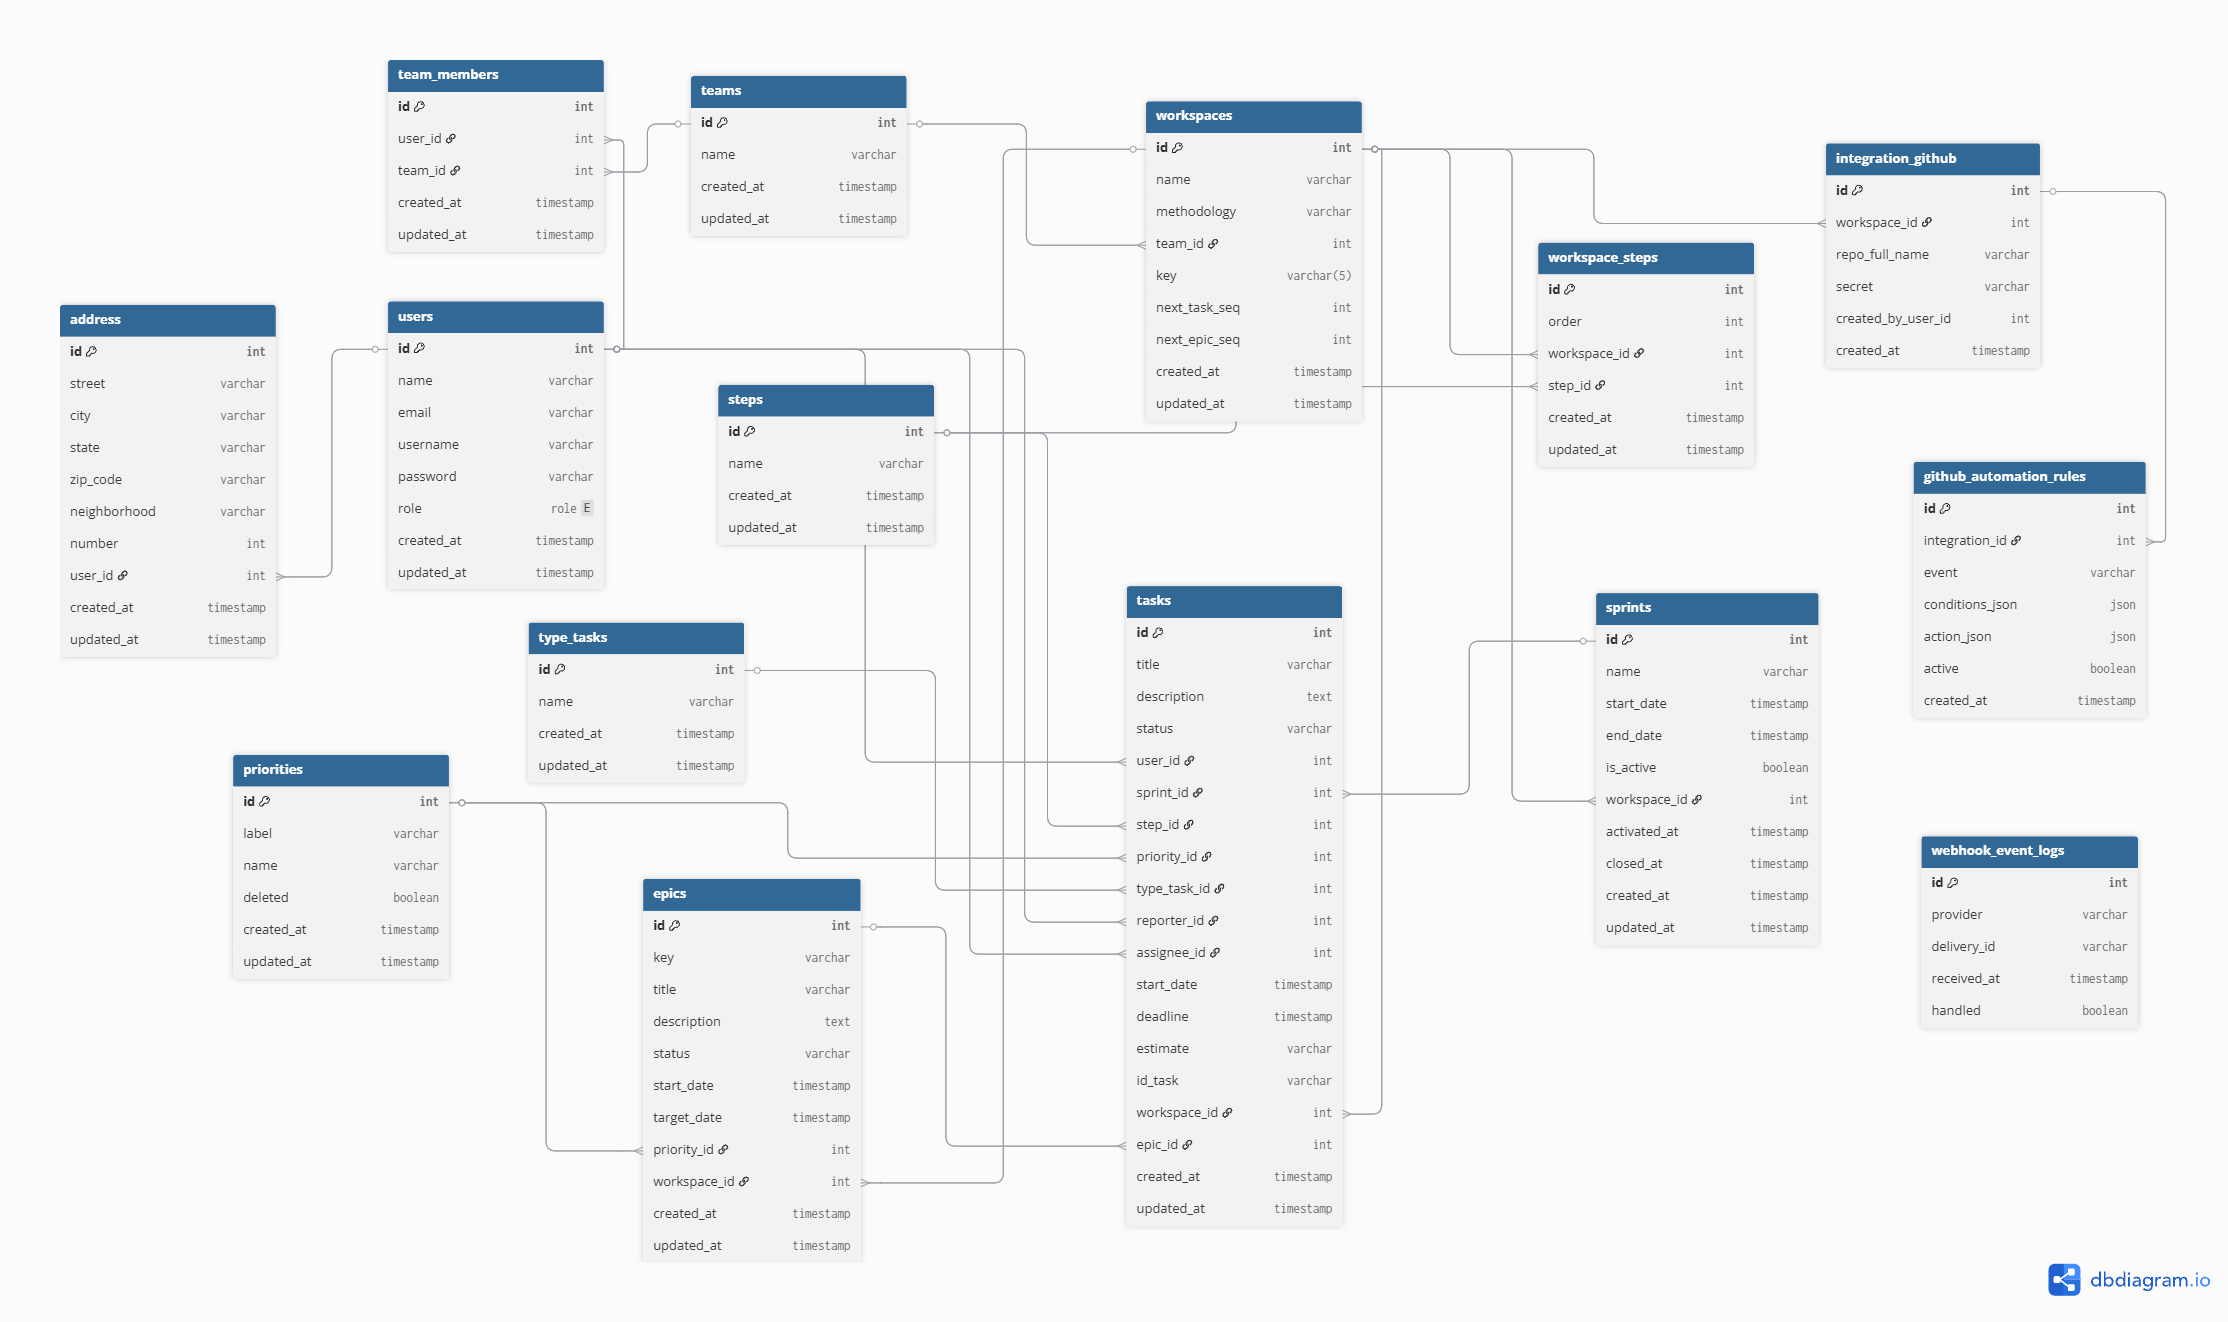 team_members
id int
user_id int
team_id int
created_at timestamp
updated_at timestamp
teams
id int
name varchar
created_at timestamp
updated_at timestamp
workspaces
id int
name varchar
methodology varchar
team_id int
key varchar(5)
next_task_seq int
next_epic_seq int
created_at timestamp
updated_at timestamp
integration_github
id int
workspace_id int
repo_full_name varchar
secret varchar
created_by_user_id int
created_at timestamp
workspace_steps
id int
order int
workspace_id int
step_id int
created_at timestamp
updated_at timestamp
address
id int
street varchar
city varchar
state varchar
zip_code varchar
neighborhood varchar
number int
user_id int
created_at timestamp
updated_at timestamp
users
id int
name varchar
email varchar
username varchar
password varchar
role role E
created_at timestamp
updated_at timestamp
steps
id int
name varchar
created_at timestamp
updated_at timestamp
github_automation_rules
id int
integration_id int
event varchar
conditions_json json
action_json json
active boolean
created_at timestamp
type_tasks
id int
name varchar
created_at timestamp
updated_at timestamp
tasks
id int
title varchar
description text
status varchar
user_id int
sprint_id int
step_id int
priority_id int
type_task_id int
reporter_id int
assignee_id int
start_date timestamp
deadline timestamp
estimate varchar
id_task varchar
workspace_id int
epic_id int
created_at timestamp
updated_at timestamp
sprints
id int
name varchar
start_date timestamp
end_date timestamp
is_active boolean
workspace_id int
activated_at timestamp
closed_at timestamp
created_at timestamp
updated_at timestamp
priorities
id int
label varchar
name varchar
deleted boolean
created_at timestamp
updated_at timestamp
epics
id int
key varchar
title varchar
description text
status varchar
start_date timestamp
target_date timestamp
priority_id int
workspace_id int
created_at timestamp
updated_at timestamp
webhook_event_logs
id int
provider varchar
delivery_id varchar
received_at timestamp
handled boolean
dbdiagram.io